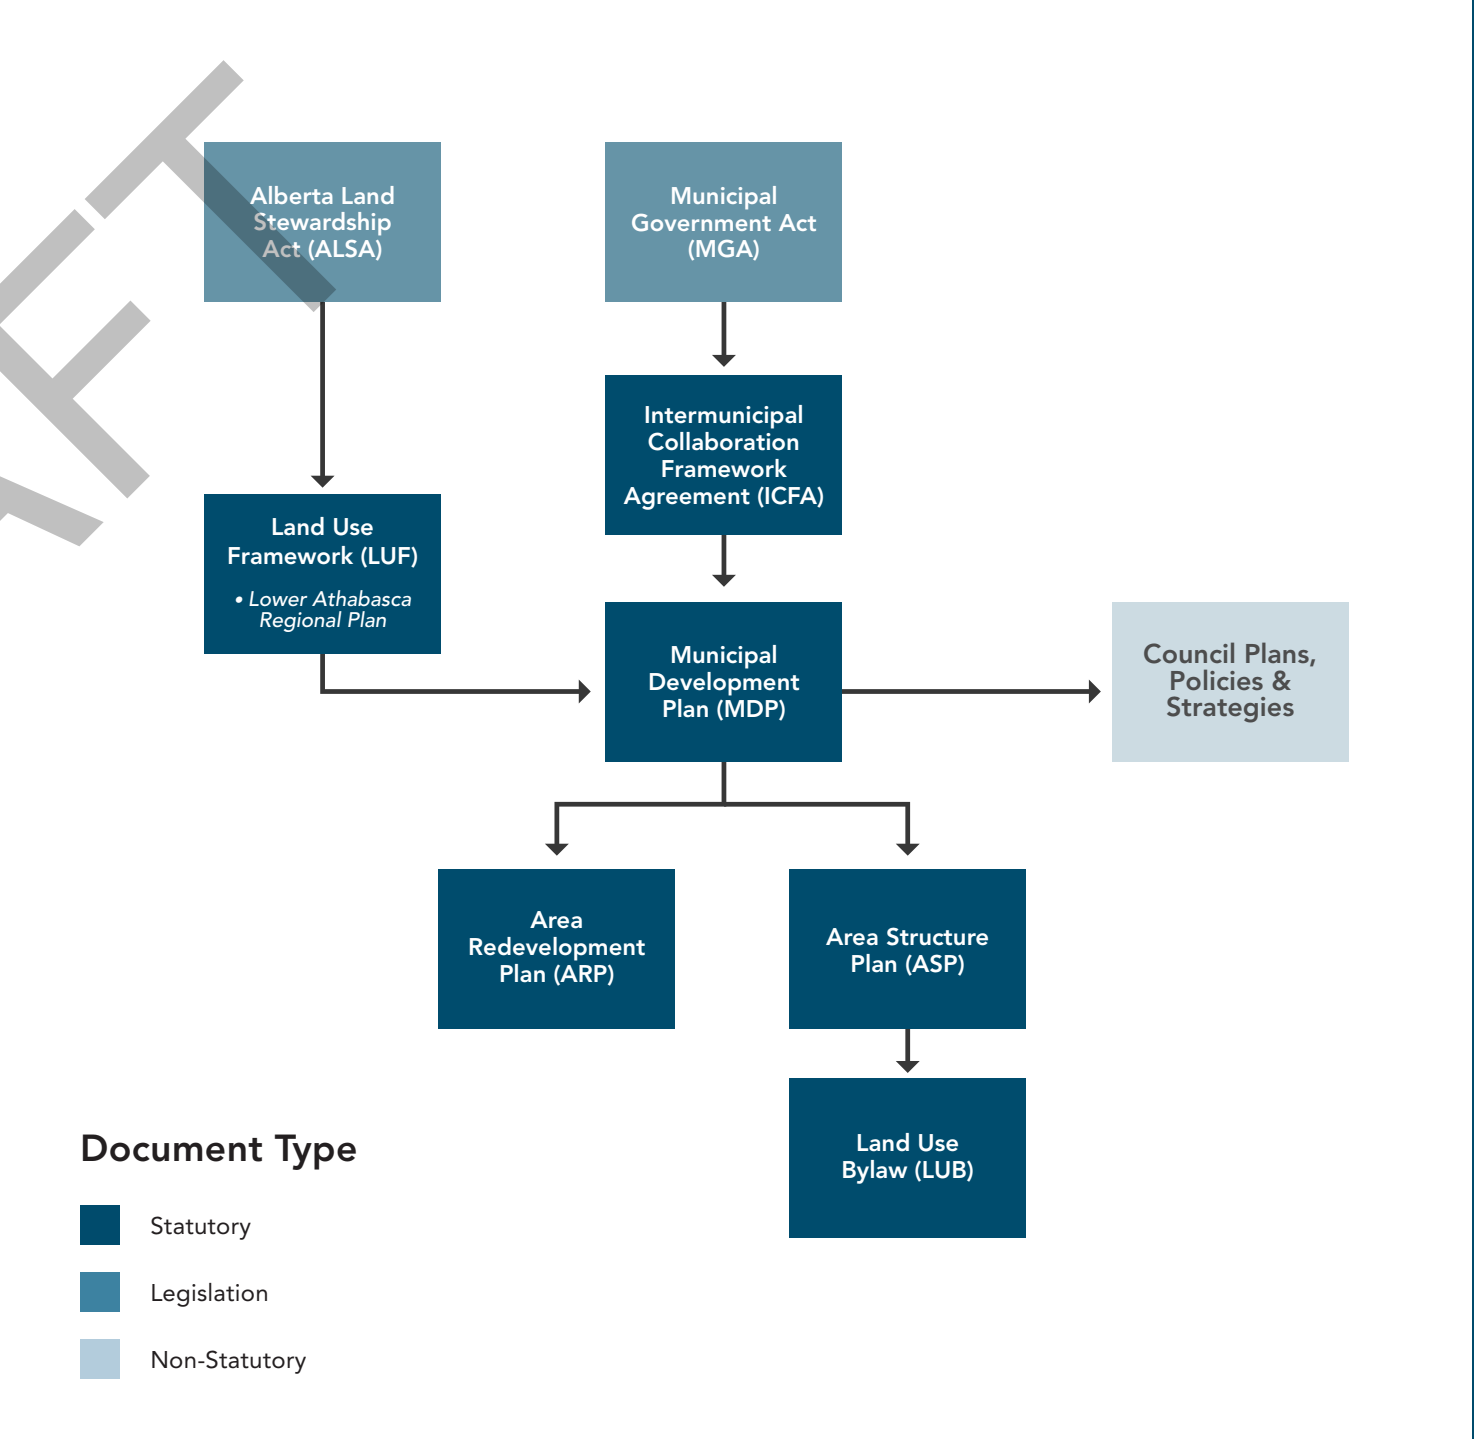 Alberta Land
Stewardship
Act (ALSA)
Municipal
Government Act
(MGA)
Intermunicipal
Collaboration
Framework
Agreement (ICFA)
Land Use
Framework (LUF)
• Lower Athabasca
Regional Plan
Municipal
Development
Plan (MDP)
Council Plans,
Policies &
Strategies
Area
Redevelopment
Plan (ARP)
Area Structure
Plan (ASP)
Land Use
Bylaw (LUB)
Document Type
Statutory
Legislation
Non-Statutory